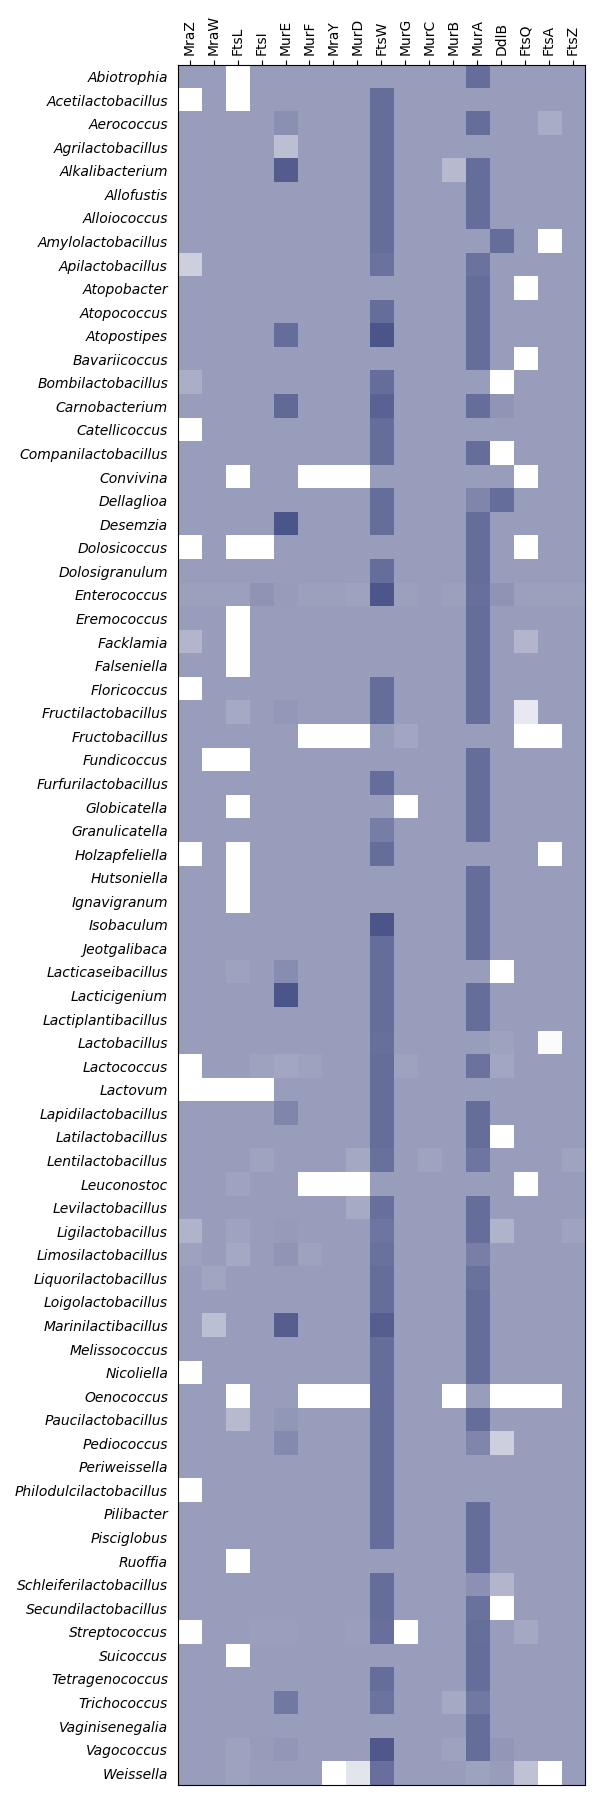 MraZ MraW FtsL FtsI MurE MurF MraY MurD FtsW MurG MurC MurB MurA DdlB FtsQ FtsA FtsZ
Abiotrophia
Acetilactobacillus
Aerococcus
Agrilactobacillus
Alkalibacterium
Allofustis
Alloiococcus
Amylolactobacillus
Apilactobacillus
Atopobacter
Atopococcus
Atopostipes
Bavariicoccus
Bombilactobacillus
Carnobacterium
Catellicoccus
Companilactobacillus
Convivina
Dellaglioa
Desemzia
Dolosicoccus
Dolosigranulum
Enterococcus
Eremococcus
Facklamia
Falseniella
Floricoccus
Fructilactobacillus
Fructobacillus
Fundicoccus
Furfurilactobacillus
Globicatella
Granulicatella
Holzapfeliella
Hutsoniella
Ignavigranum
Isobaculum
Jeotgalibaca
Lacticaseibacillus
Lacticigenium
Lactiplantibacillus
Lactobacillus
Lactococcus
Lactovum
Lapidilactobacillus
Latilactobacillus
Lentilactobacillus
Leuconostoc
Levilactobacillus
Ligilactobacillus
Limosilactobacillus
Liquorilactobacillus
Loigolactobacillus
Marinilactibacillus
Melissococcus
Nicoliella
Oenococcus
Paucilactobacillus
Pediococcus
Periweissella
Philodulcilactobacillus
Pilibacter
Pisciglobus
Ruoffia
Schleiferilactobacillus
Secundilactobacillus
Streptococcus
Suicoccus
Tetragenococcus
Trichococcus
Vaginisenegalia
Vagococcus
Weissella